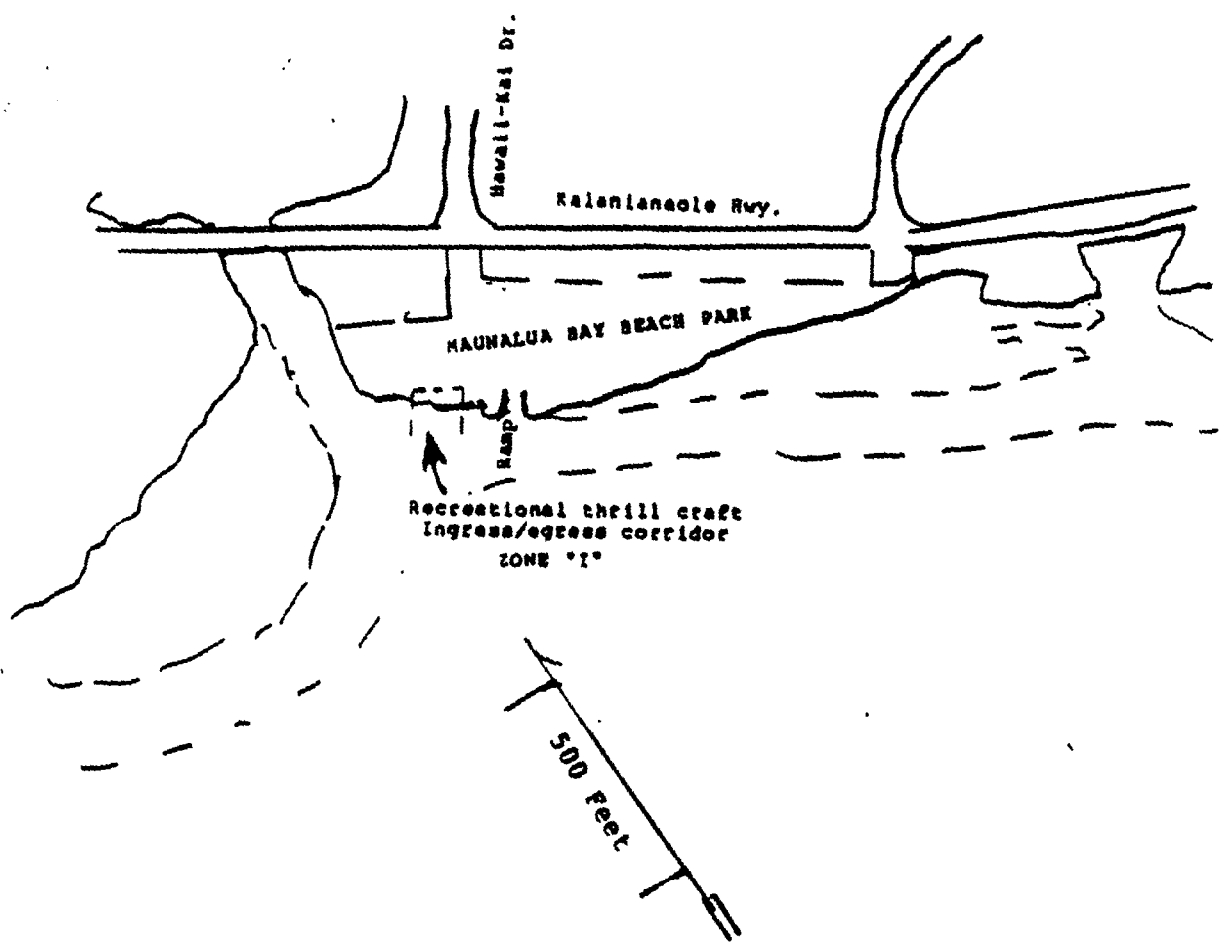 Hawaii-Kai Dr.
Kalanianaole Hwy.
MAUNALUA BAY BEACH PARK
Ramp
Recreational thrill craft
Ingress/egress corridor
ZONE "I"
500 Feet